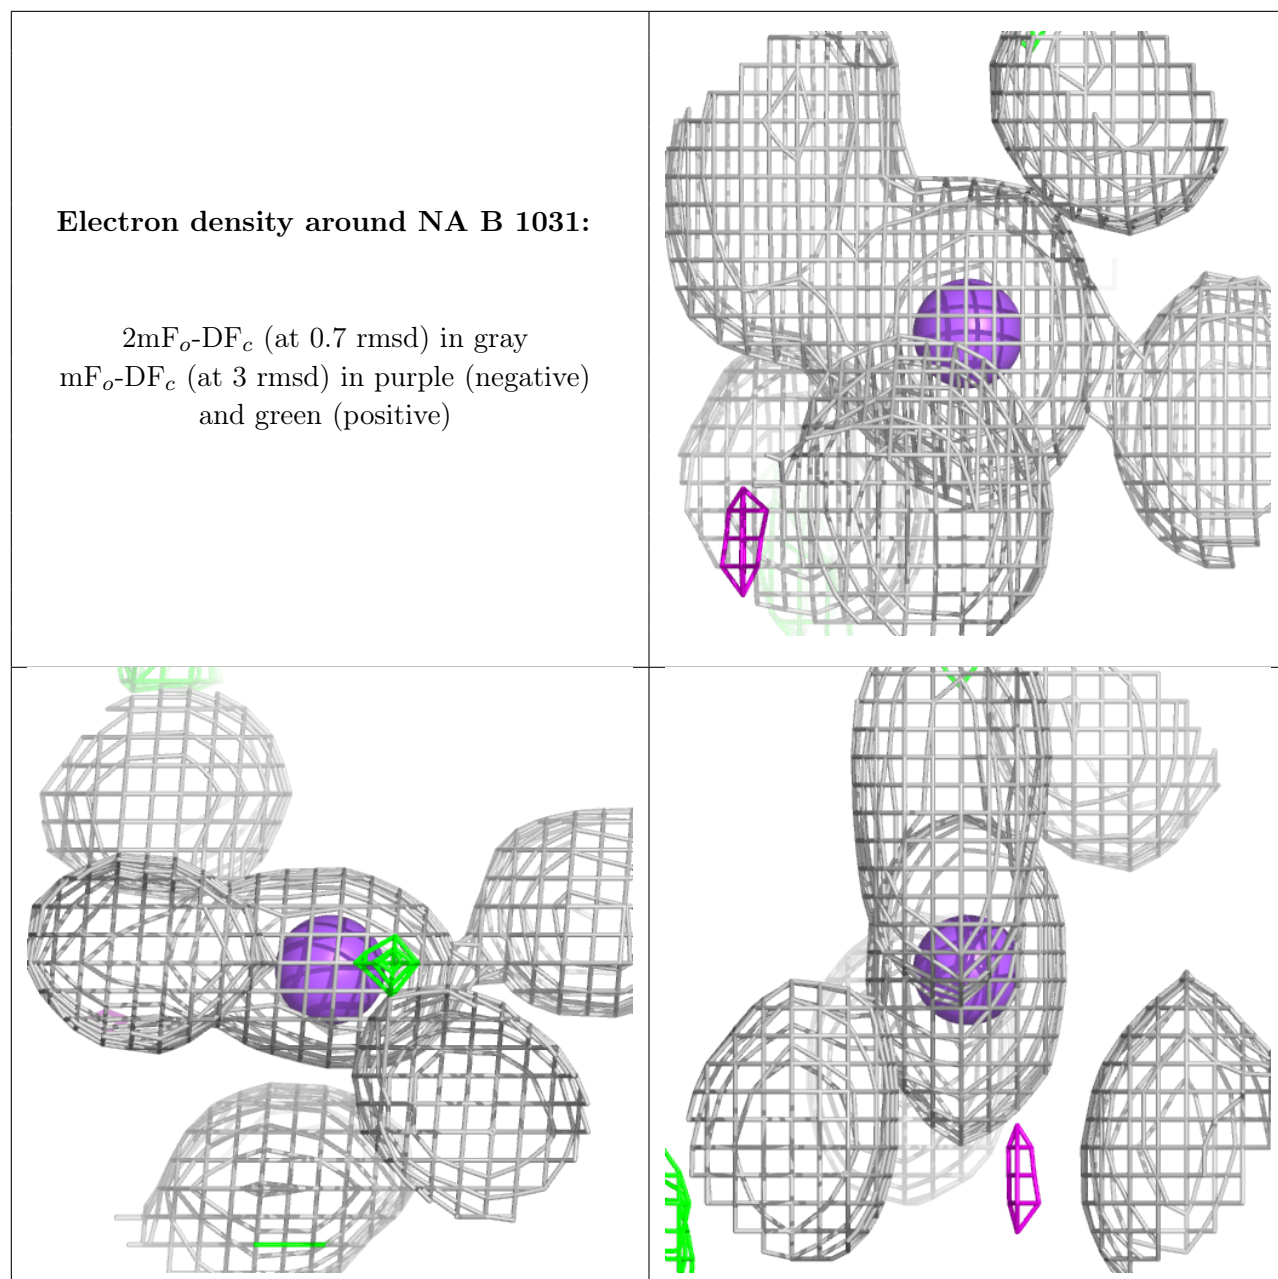 Electron density around NA B 1031:
2mFo-DFc (at 0.7 rmsd) in gray
mFo-DFc (at 3 rmsd) in purple (negative)
and green (positive)